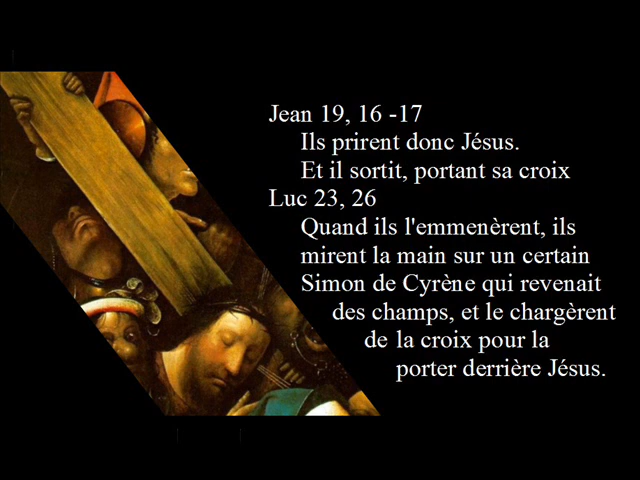 Jean 19, 16 -17
Ils prirent donc Jésus.
Et il sortit, portant sa croix
Luc 23, 26
Quand ils l'emmenèrent, ils
mirent la main sur un certain
Simon de Cyrène qui revenait
des champs, et le chargèrent
de la croix pour la
porter derrière Jésus.